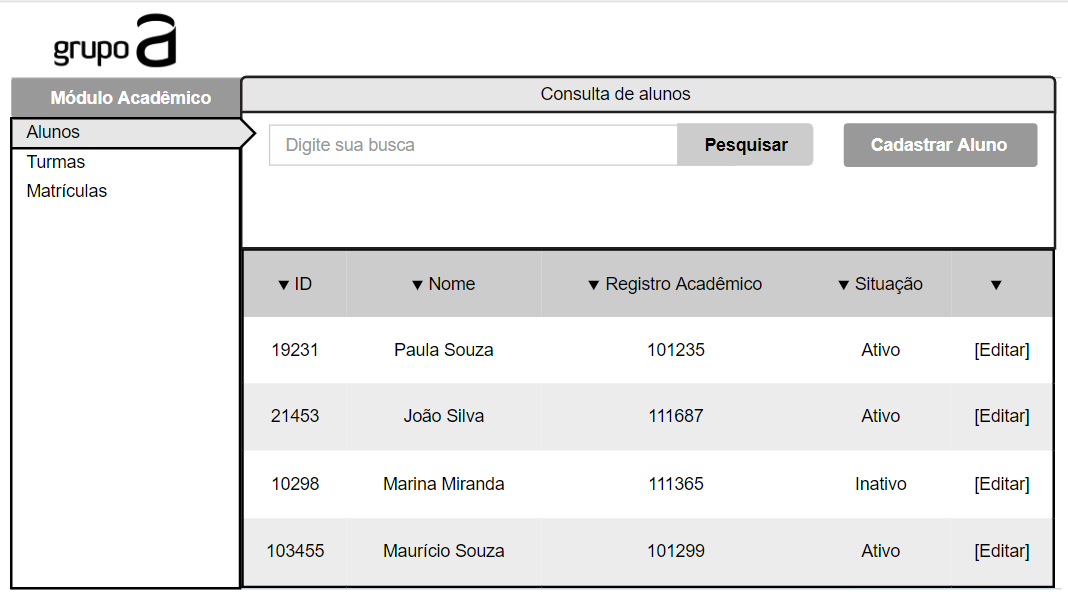 grupo a
Módulo Acadêmico
Alunos
Turmas
Matrículas
Consulta de alunos
Digite sua busca Pesquisar Cadastrar Aluno
▼ ID ▼ Nome ▼ Registro Acadêmico ▼ Situação ▼
19231 Paula Souza 101235 Ativo [Editar]
21453 João Silva 111687 Ativo [Editar]
10298 Marina Miranda 111365 Inativo [Editar]
103455 Maurício Souza 101299 Ativo [Editar]